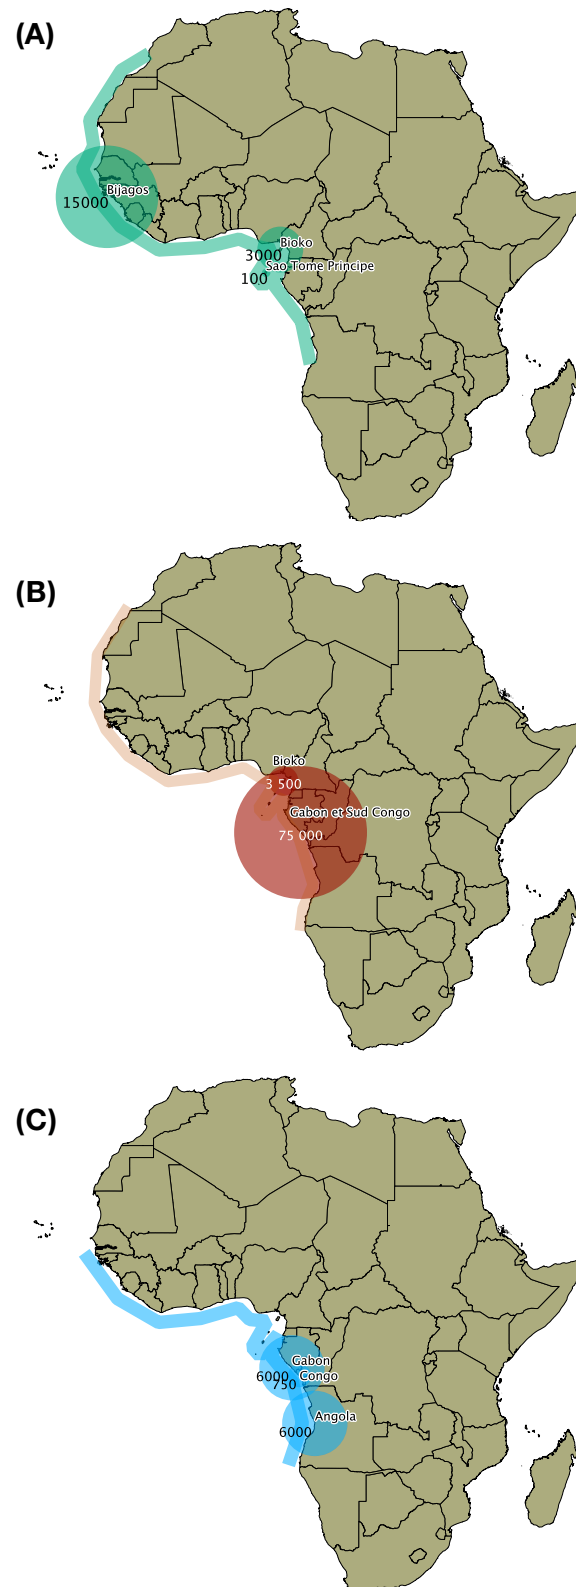 (A)
Bijagos
15000
Bioko
3000
Sao Tome Principe
100
(B)
Bioko
3 500
Gabon et Sud Congo
75 000
(C)
Gabon
6000
Congo
750
Angola
6000